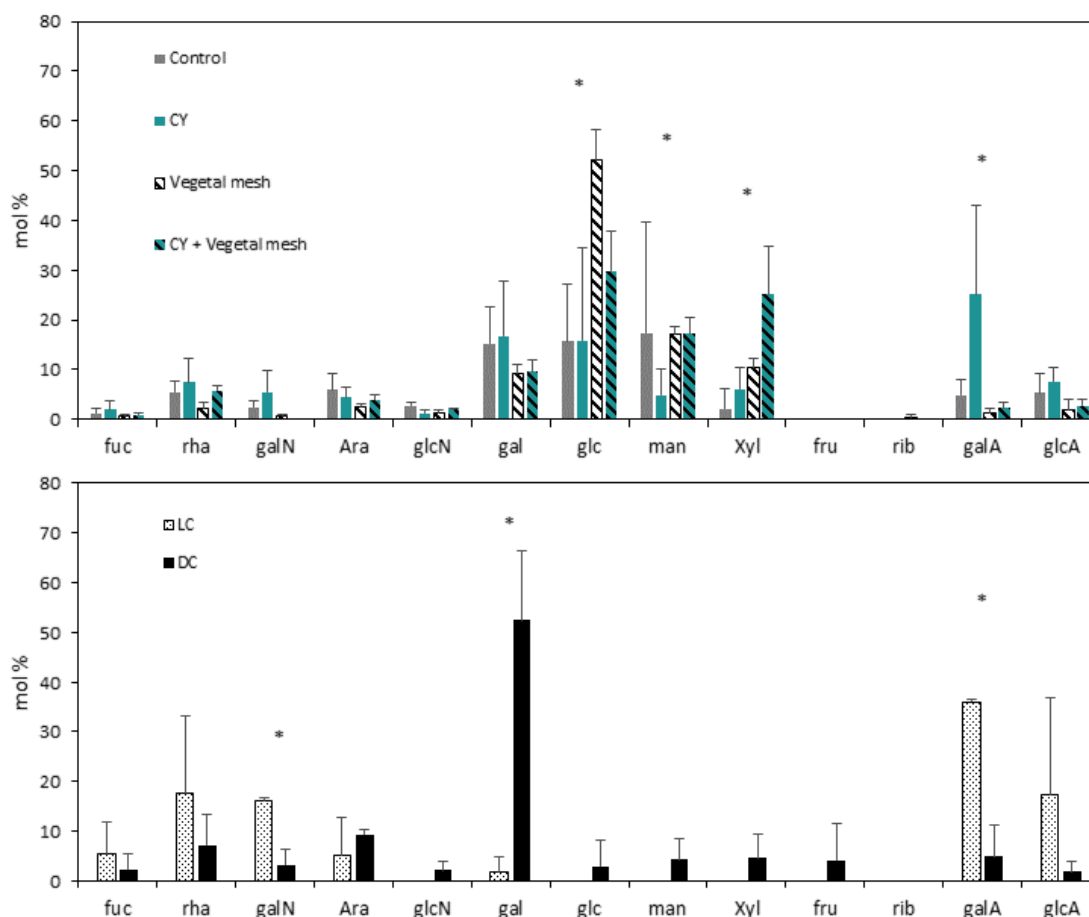 80
70
60
50
40
30
20
10
0
mol %
Control
CY
Vegetal mesh
CY + Vegetal mesh
* * * *
fuc rha galN Ara glcN gal glc man Xyl fru rib galA glcA
80
70
60
50
40
30
20
10
0
mol %
LC
DC
* * *
fuc rha galN Ara glcN gal glc man Xyl fru rib galA glcA